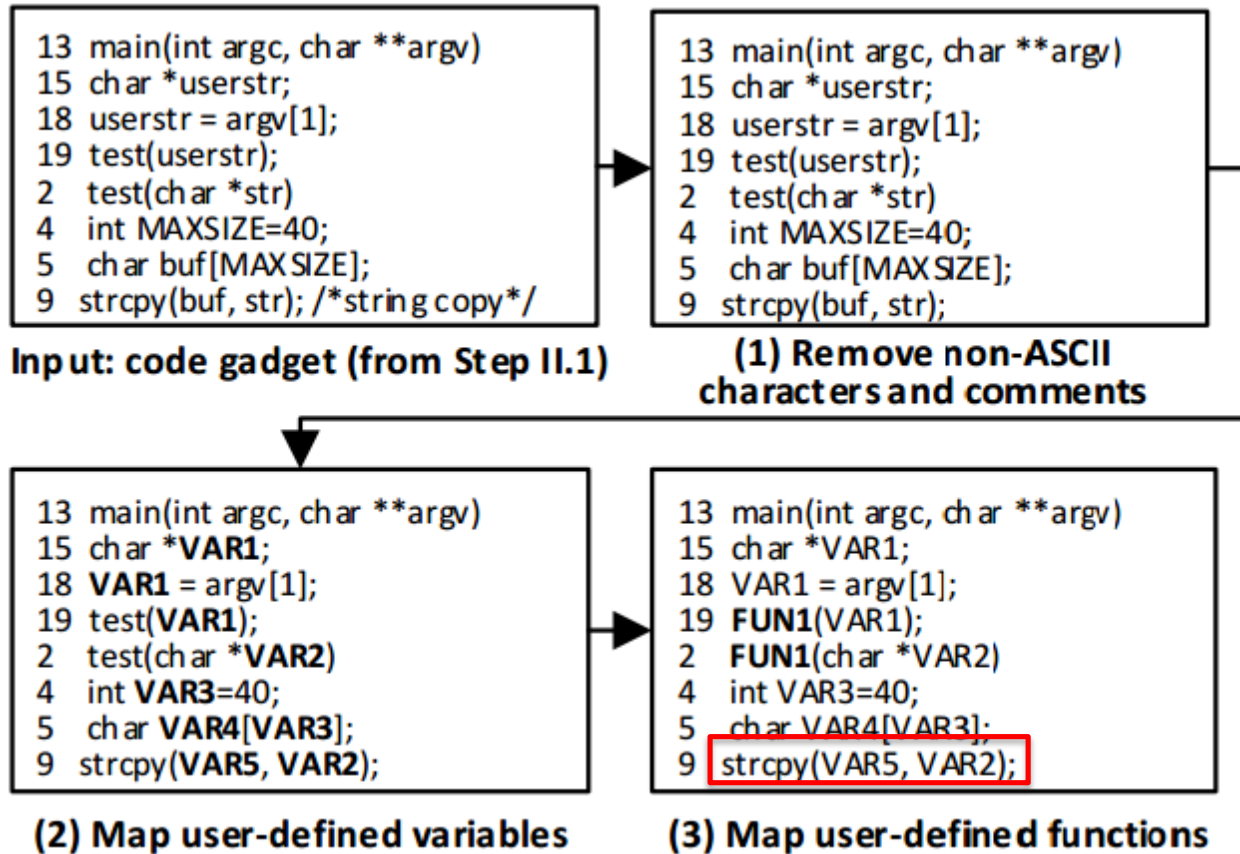 13 main(int argc, char **argv)
15 char *userstr;
18 userstr = argv[1];
19 test(userstr);
2 test(char *str)
4 int MAXSIZE=40;
5 char buf[MAXSIZE];
9 strcpy(buf, str); /*string copy*/
Input: code gadget (from Step II.1)
13 main(int argc, char **argv)
15 char *userstr;
18 userstr = argv[1];
19 test(userstr);
2 test(char *str)
4 int MAXSIZE=40;
5 char buf[MAXSIZE];
9 strcpy(buf, str);
(1) Remove non-ASCII
characters and comments
13 main(int argc, char **argv)
15 char *VAR1;
18 VAR1 = argv[1];
19 test(VAR1);
2 test(char *VAR2)
4 int VAR3=40;
5 char VAR4[VAR3];
9 strcpy(VAR5, VAR2);
(2) Map user-defined variables
13 main(int argc, char **argv)
15 char *VAR1;
18 VAR1 = argv[1];
19 FUN1(VAR1);
2 FUN1(char *VAR2)
4 int VAR3=40;
5 char VAR4[VAR3];
9 strcpy(VAR5, VAR2);
(3) Map user-defined functions